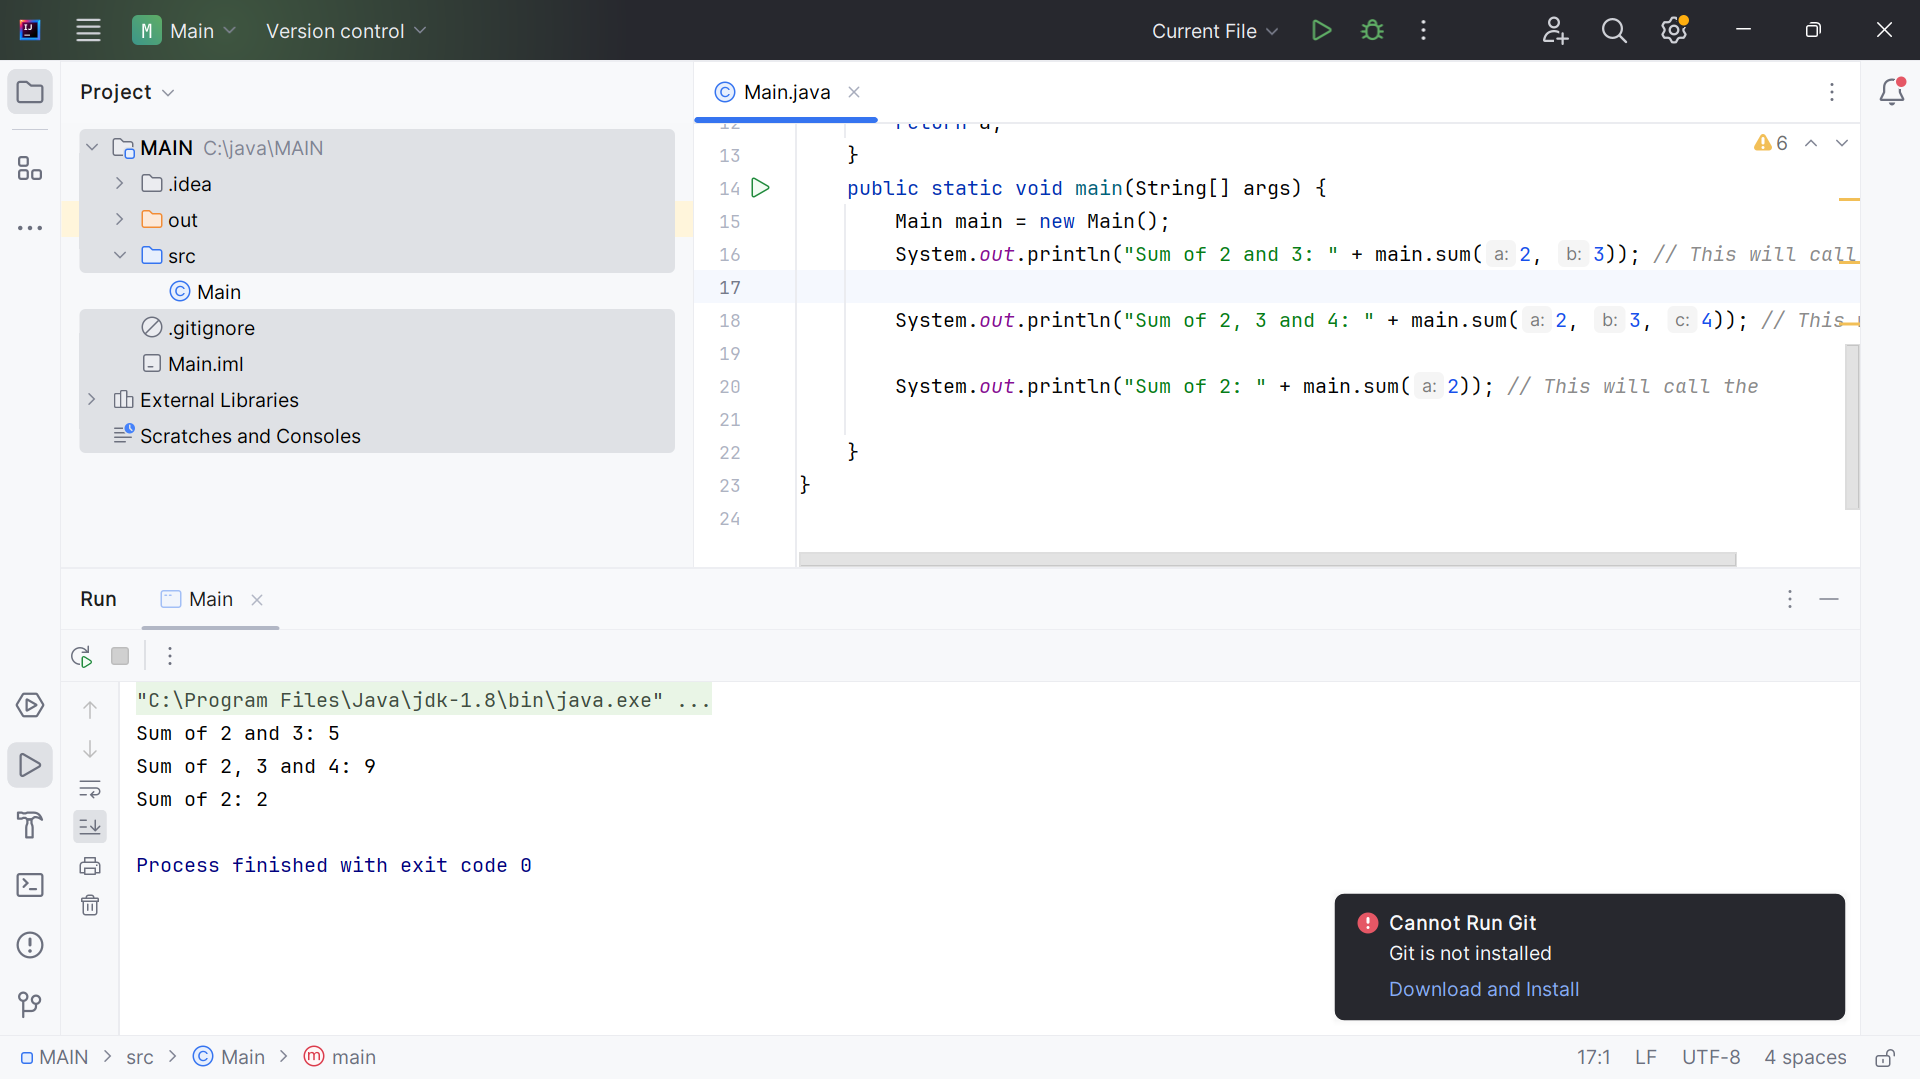 M Main Version control Current File
Project
Main.java
MAIN C:\java\MAIN
.idea
out
src
Main
.gitignore
Main.iml
External Libraries
Scratches and Consoles
6
12 return a;
13 }
14 public static void main(String[] args) {
15 Main main = new Main();
16 System.out.println("Sum of 2 and 3: " + main.sum( a: 2, b: 3)); // This will call
17
18 System.out.println("Sum of 2, 3 and 4: " + main.sum( a: 2, b: 3, c: 4)); // This
19
20 System.out.println("Sum of 2: " + main.sum( a: 2)); // This will call the
21
22 }
23 }
24
Run Main
"C:\Program Files\Java\jdk-1.8\bin\java.exe" ...
Sum of 2 and 3: 5
Sum of 2, 3 and 4: 9
Sum of 2: 2
Process finished with exit code 0
Cannot Run Git
Git is not installed
Download and Install
MAIN > src > Main > main
17:1 LF UTF-8 4 spaces